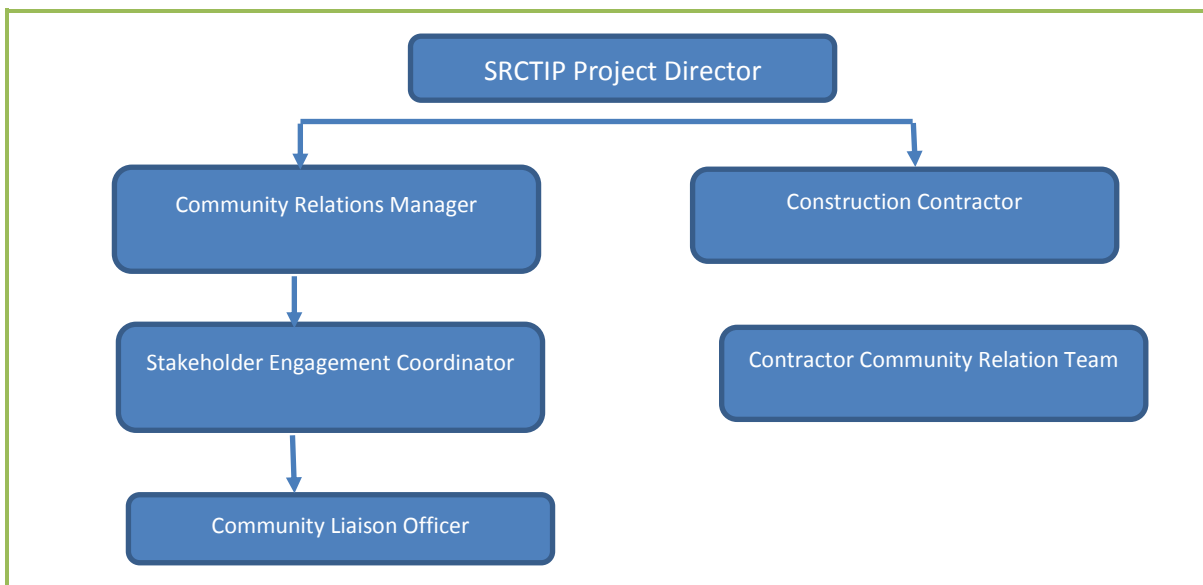 SRCTIP Project Director
Community Relations Manager
Construction Contractor
Stakeholder Engagement Coordinator
Contractor Community Relation Team
Community Liaison Officer